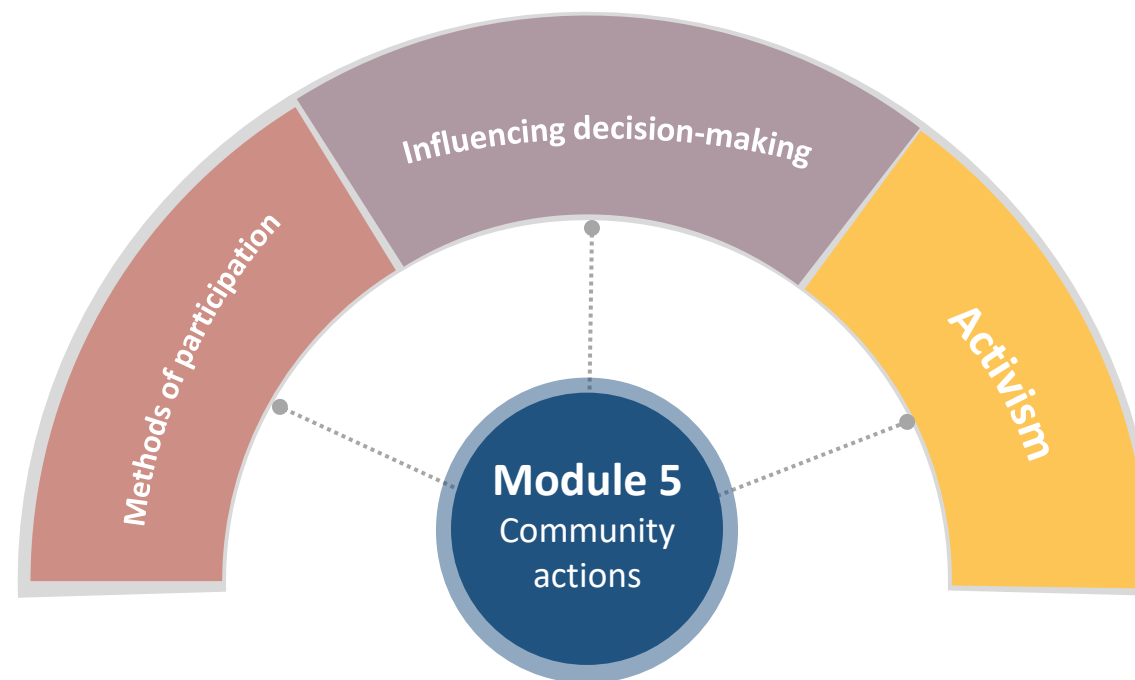 Influencing decision-making
Methods of participation
Activism
Module 5
Community
actions